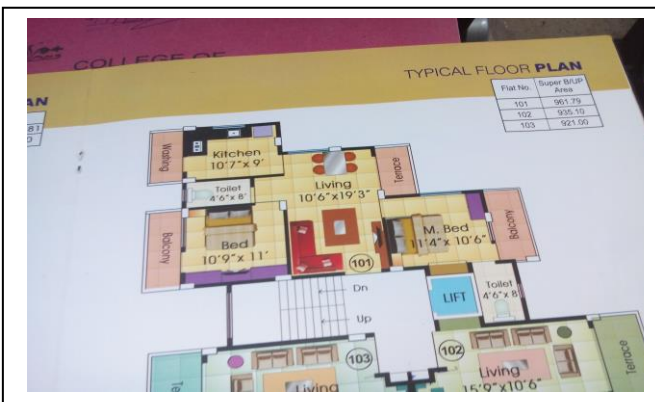 COLLEGE OF
TYPICAL FLOOR PLAN
AN
Flat No. Super B/UP Area
101 961.79
102 935.10
103 921.00
81
Washing
Kitchen
10'7"x 9'
Toilet
4'6"x 8'
Living
10'6"x19'3"
Terrace
Balcony
Bed
10'9"x 11'
M. Bed
11'4"x 10'6"
Balcony
101
Dn
Up
LIFT
Toilet
4'6"x 8
103
102
Living
Living
15'9"x10'6"
Terrace
Te